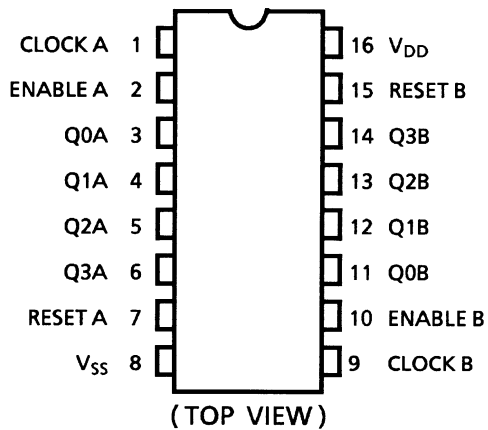 CLOCK A 1 16 VDD
ENABLE A 2 15 RESET B
Q0A 3 14 Q3B
Q1A 4 13 Q2B
Q2A 5 12 Q1B
Q3A 6 11 Q0B
RESET A 7 10 ENABLE B
VSS 8 9 CLOCK B
(TOP VIEW)